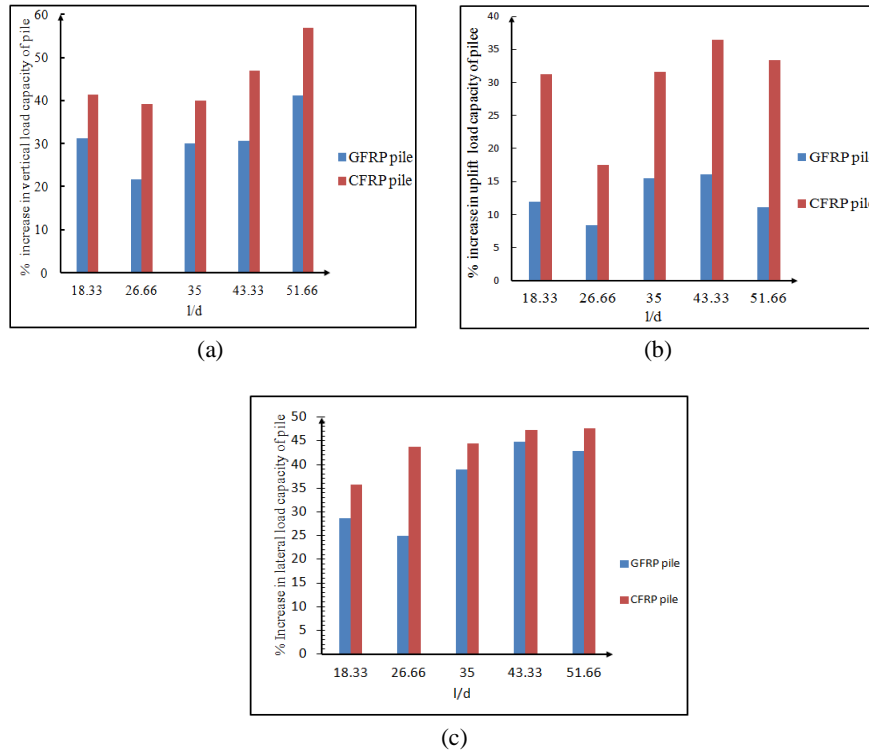 % increase in vertical load capacity of pile
60
50
40
30
20
10
0
18.33 26.66 35 43.33 51.66
l/d
GFRP pile
CFRP pile
(a)
% increase in uplift load capacity of pilee
40
35
30
25
20
15
10
5
0
18.33 26.66 35 43.33 51.66
l/d
GFRP pile
CFRP pile
(b)
% Increase in lateral load capacity of pile
50
45
40
35
30
25
20
15
10
5
0
18.33 26.66 35 43.33 51.66
l/d
GFRP pile
CFRP pile
(c)